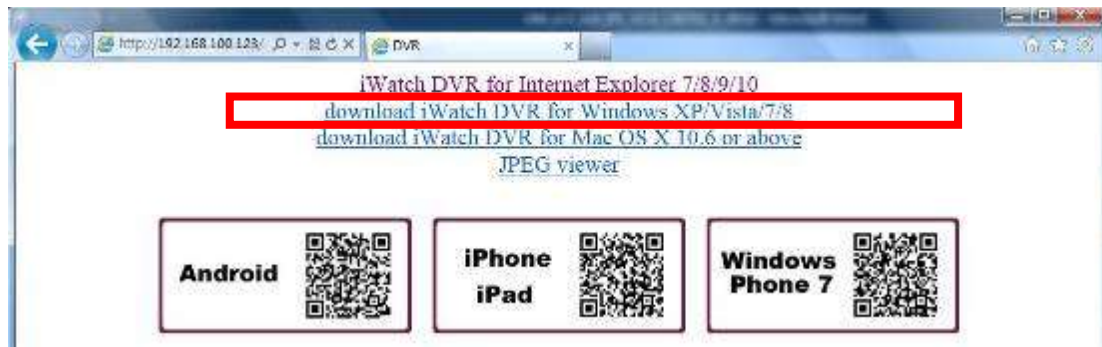 http://192.168.100.123/
DVR
iWatch DVR for Internet Explorer 7/8/9/10
download iWatch DVR for Windows XP/Vista/7/8
download iWatch DVR for Mac OS X 10.6 or above
JPEG viewer
Android
iPhone
iPad
Windows
Phone 7